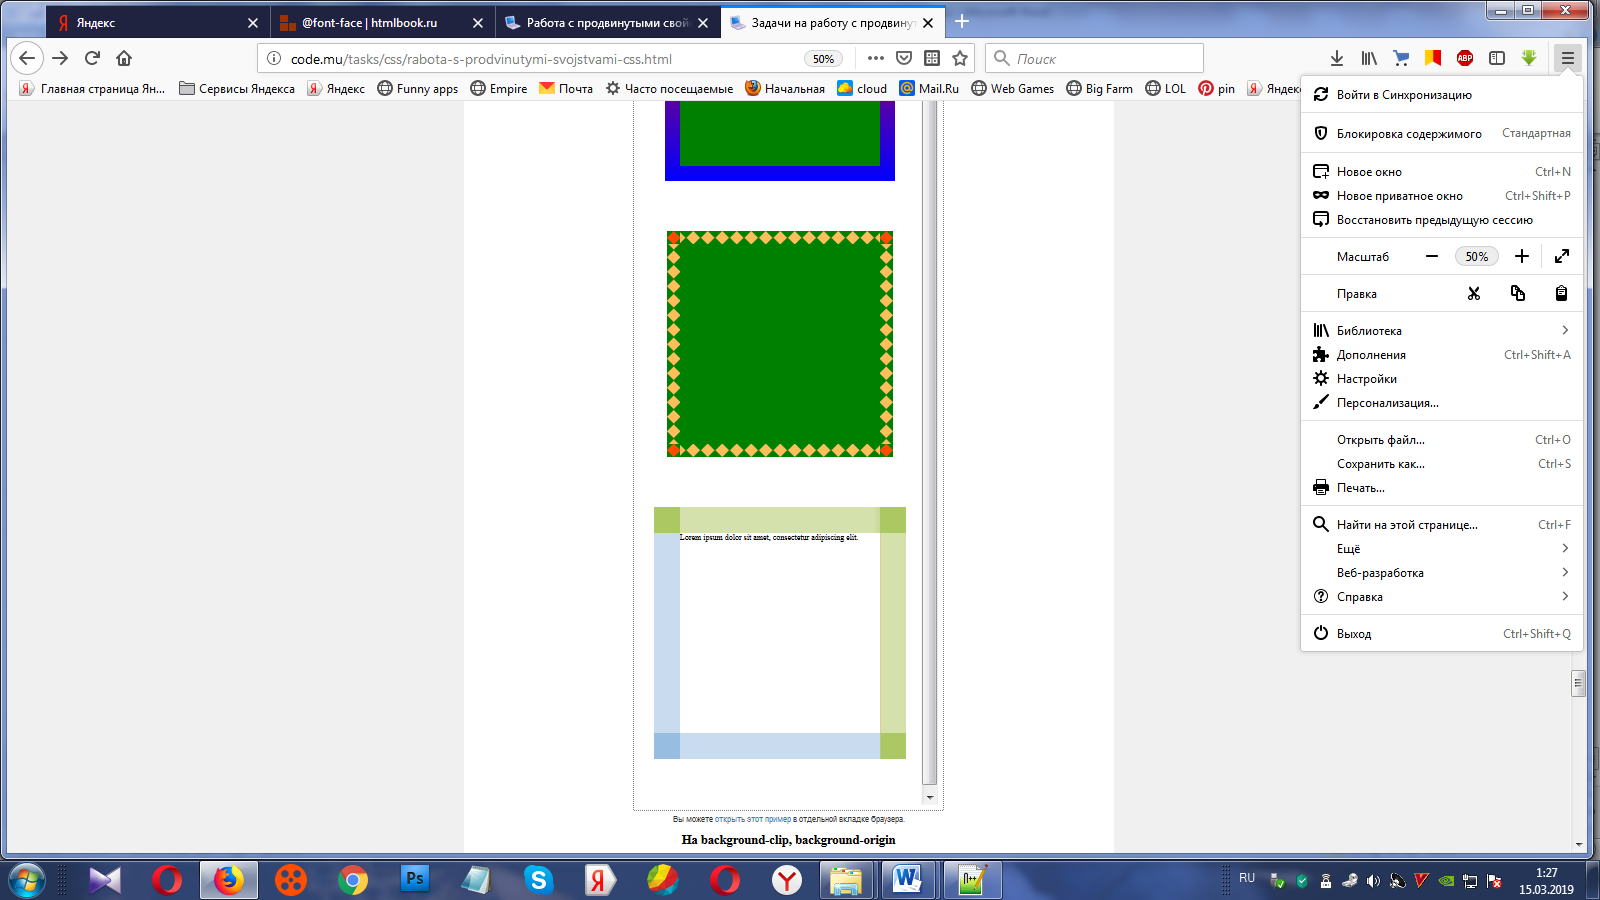 Яндекс
@font-face | htmlbook.ru
Работа с продвинутыми свой
Задачи на работу с продвинут
code.mu/tasks/css/rabota-s-prodvinutymi-svojstvami-css.html
50%
Поиск
Главная страница Ян...
Сервисы Яндекса
Яндекс
Funny apps
Empire
Почта
Часто посещаемые
Начальная
cloud
Mail.Ru
Web Games
Big Farm
LOL
pin
Яндекс
Войти в Синхронизацию
Блокировка содержимого Стандартная
Новое окно Ctrl+N
Новое приватное окно Ctrl+Shift+P
Восстановить предыдущую сессию
Масштаб 50%
Правка
Библиотека
Дополнения Ctrl+Shift+A
Настройки
Персонализация...
Открыть файл... Ctrl+O
Сохранить как... Ctrl+S
Печать...
Найти на этой странице... Ctrl+F
Ещё
Веб-разработка
Справка
Выход Ctrl+Shift+Q
Lorem ipsum dolor sit amet, consectetur adipiscing elit.
Вы можете открыть этот пример в отдельной вкладке браузера.
На background-clip, background-origin
RU
1:27
15.03.2019